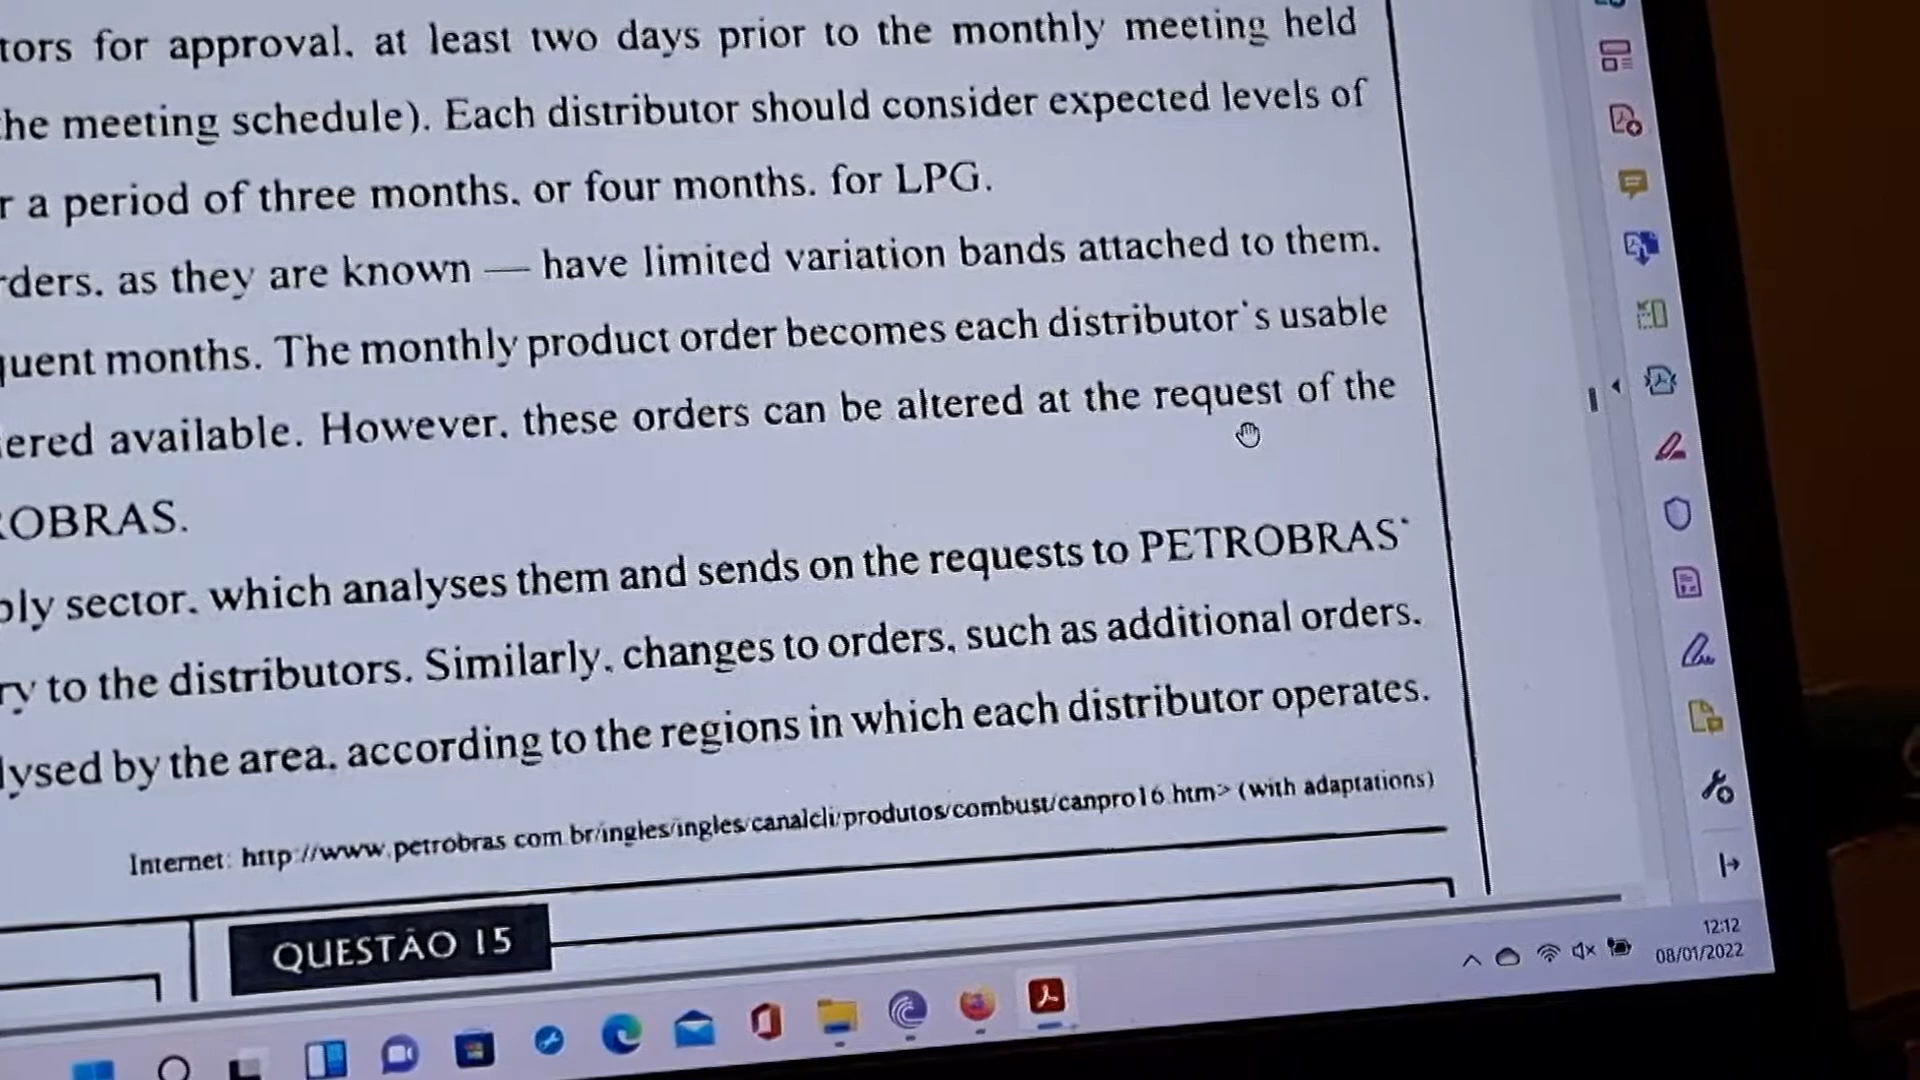 tors for approval, at least two days prior to the monthly meeting held
the meeting schedule). Each distributor should consider expected levels of
r a period of three months, or four months, for LPG.
rders, as they are known — have limited variation bands attached to them.
quent months. The monthly product order becomes each distributor's usable
ered available. However, these orders can be altered at the request of the
ROBRAS.
ply sector, which analyses them and sends on the requests to PETROBRAS'
ry to the distributors. Similarly, changes to orders, such as additional orders,
lysed by the area, according to the regions in which each distributor operates.
Internet: http://www.petrobras.com.br/ingles/ingles/canalcli/produtos/combust/canpro16.htm> (with adaptations)
QUESTÃO 15
12:12
08/01/2022